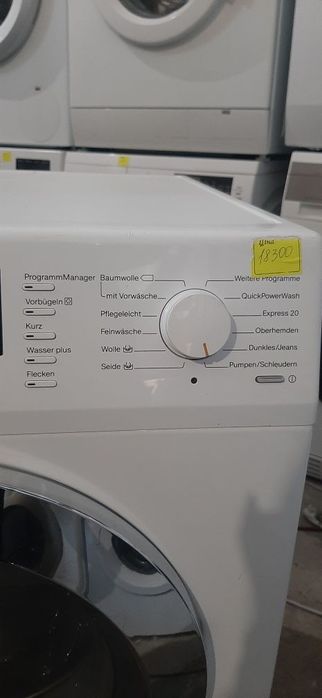 Цена
18300
ProgrammManager
Vorbügeln
Kurz
Wasser plus
Flecken
Baumwolle
mit Vorwäsche
Pflegeleicht
Feinwäsche
Wolle
Seide
Weitere Programme
QuickPowerWash
Express 20
Oberhemden
Dunkles/Jeans
Pumpen/Schleudern